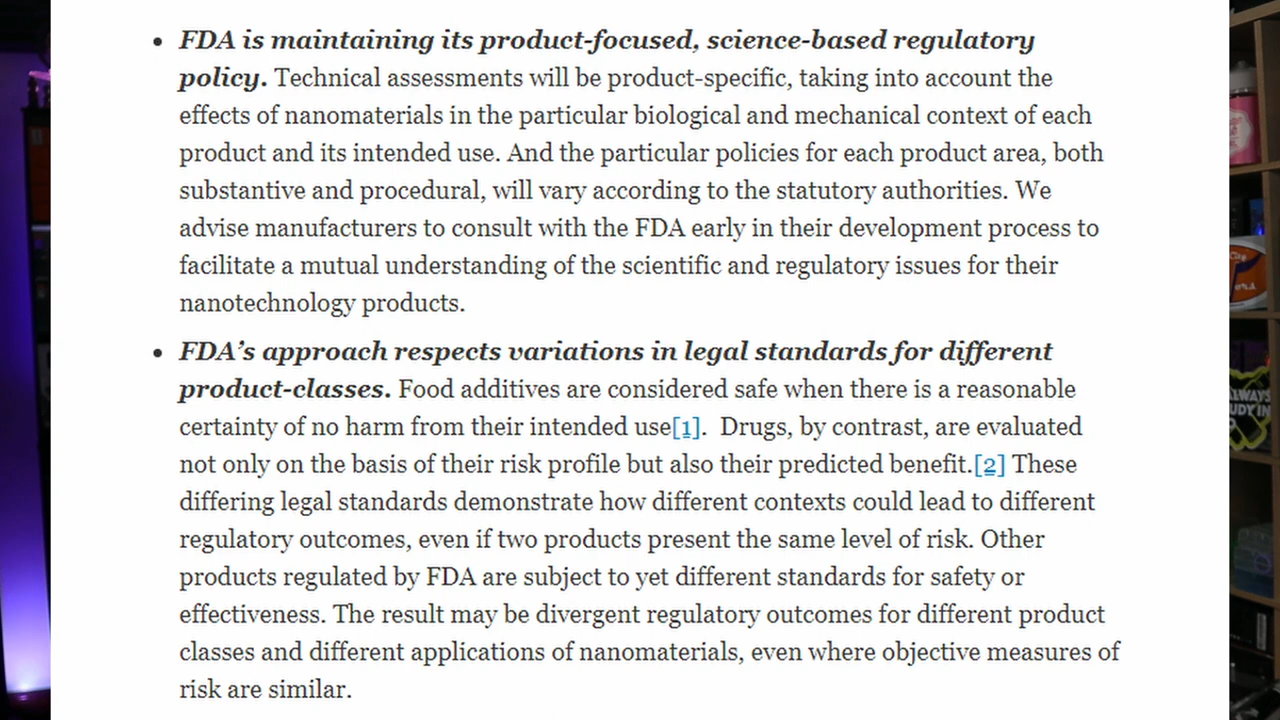 • FDA is maintaining its product-focused, science-based regulatory
policy. Technical assessments will be product-specific, taking into account the
effects of nanomaterials in the particular biological and mechanical context of each
product and its intended use. And the particular policies for each product area, both
substantive and procedural, will vary according to the statutory authorities. We
advise manufacturers to consult with the FDA early in their development process to
facilitate a mutual understanding of the scientific and regulatory issues for their
nanotechnology products.
• FDA’s approach respects variations in legal standards for different
product-classes. Food additives are considered safe when there is a reasonable
certainty of no harm from their intended use[1].  Drugs, by contrast, are evaluated
not only on the basis of their risk profile but also their predicted benefit.[2] These
differing legal standards demonstrate how different contexts could lead to different
regulatory outcomes, even if two products present the same level of risk. Other
products regulated by FDA are subject to yet different standards for safety or
effectiveness. The result may be divergent regulatory outcomes for different product
classes and different applications of nanomaterials, even where objective measures of
risk are similar.